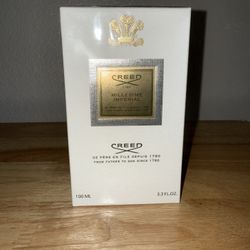 CREED
MILLESIME
IMPERIAL
CREED
DE PERE EN FILS DEPUIS 1760
FROM FATHER TO SON SINCE 1760
100 ML
3.3 FL.OZ.